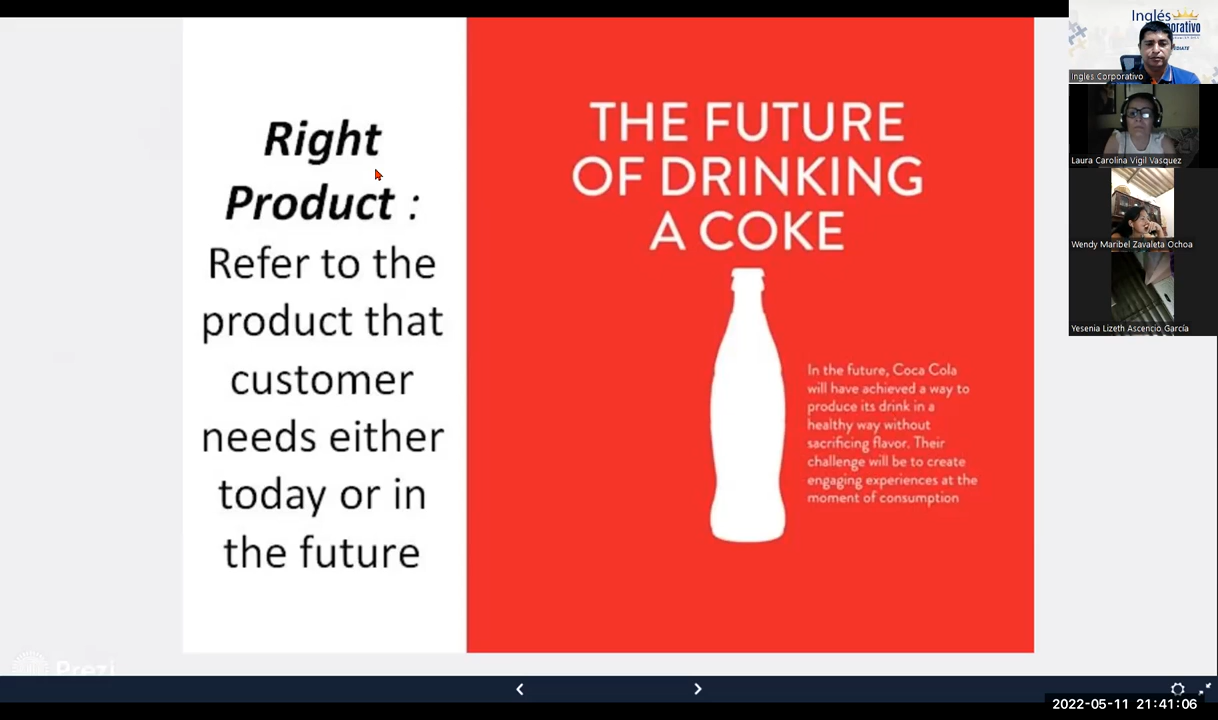 Right
Product :
Refer to the
product that
customer
needs either
today or in
the future
THE FUTURE
OF DRINKING
A COKE
In the future, Coca Cola
will have achieved a way to
produce its drink in a
healthy way without
sacrificing flavor. Their
challenge will be to create
engaging experiences at the
moment of consumption
Prezi
Inglés
Ingles Corporativo
Laura Carolina Vigil Vasquez
Wendy Maribel Zavaleta Ochoa
Yesenia Lizeth Ascencio García
2022-05-11 21:41:06